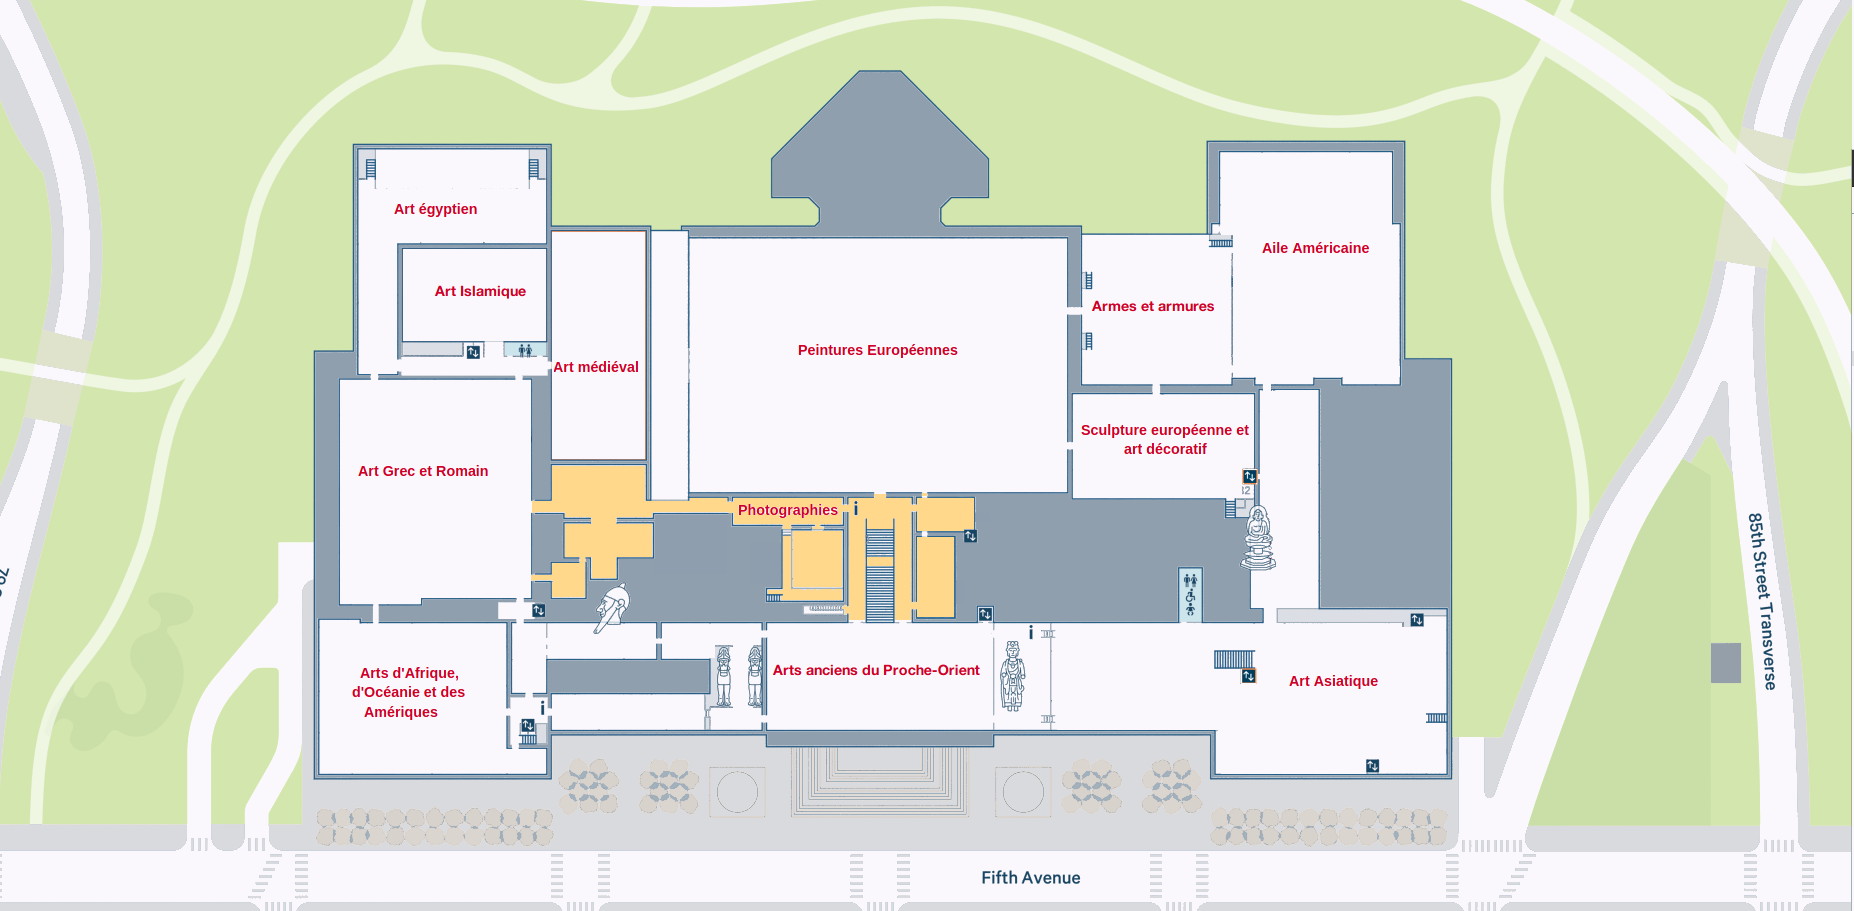 Art égyptien
Aile Américaine
Art Islamique
Armes et armures
Peintures Européennes
Art médiéval
Sculpture européenne et
art décoratif
Art Grec et Romain
Photographies
i
85th Street Transverse
Arts d'Afrique,
d'Océanie et des
Amériques
Arts anciens du Proche-Orient
i
Art Asiatique
i
Fifth Avenue